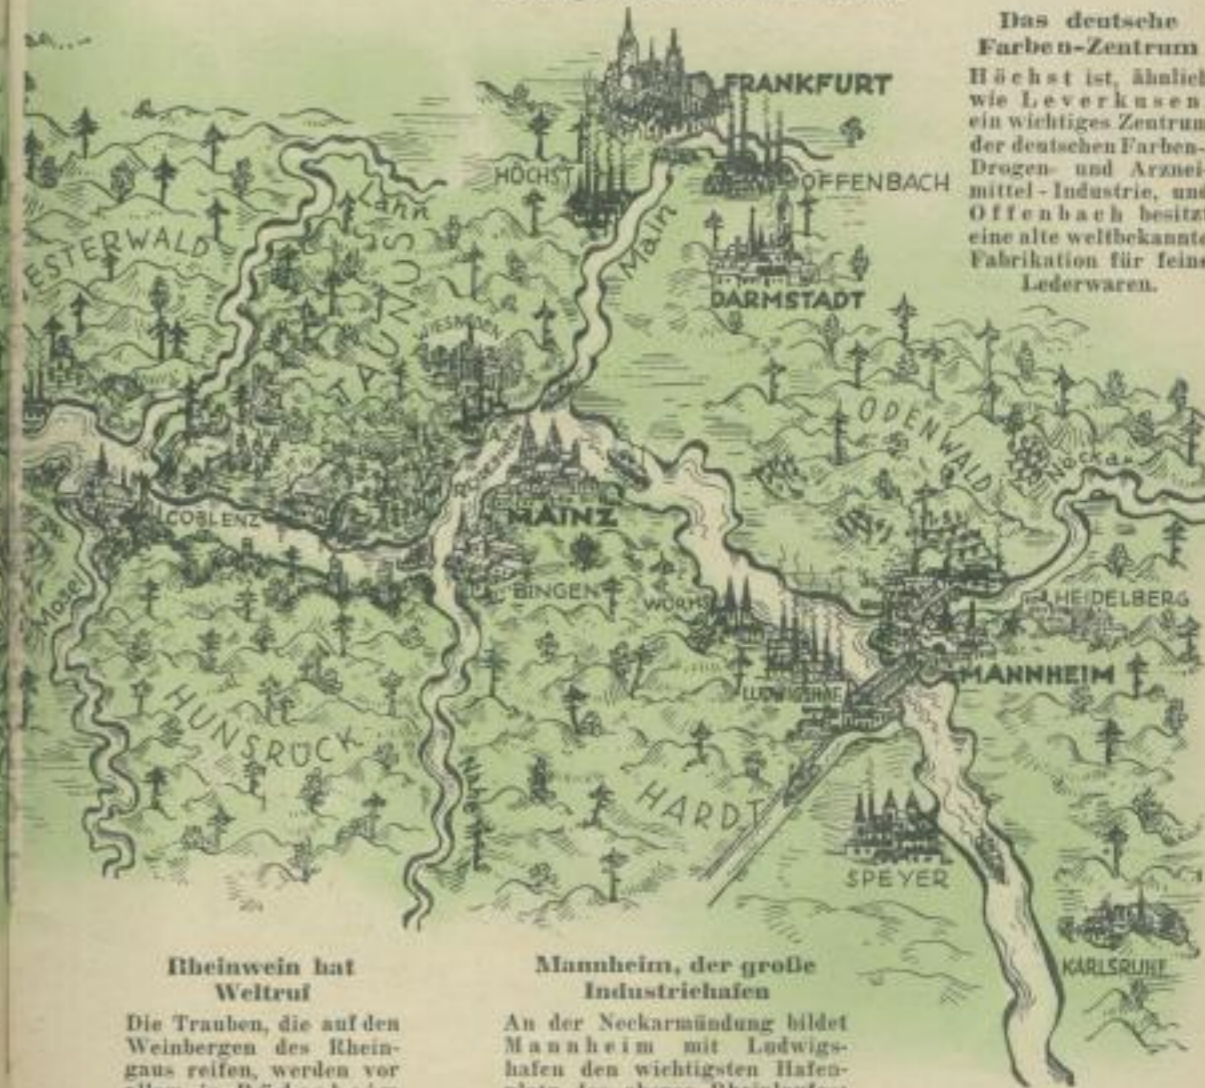 Das deutsche
Farben-Zentrum
Höchst ist, ähnlich
wie Leverkusen,
ein wichtiges Zentrum
der deutschen Farben-
Drogen- und Arznei-
mittel-Industrie, und
Offenbach besitzt
eine alte weltbekannte
Fabrikation für feine
Lederwaren.
FRANKFURT
HÖCHST
OFFENBACH
Lahn
Main
ESTERWALD
TAUNUS
DARMSTADT
WIESBADEN
ODENWALD
Neckar
COBLENZ
MAINZ
Mosel
BINGEN
WORMS
HEIDELBERG
MANNHEIM
LUDWIGSHAF
HUNSRÜCK
Nahe
HARDT
SPEYER
KARLSRUHE
Rheinwein hat
Weltruf
Die Trauben, die auf den
Weinbergen des Rhein-
gaus reifen, werden vor
Mannheim, der große
Industriehafen
An der Neckarmündung bildet
Mannheim mit Ludwigs-
hafen den wichtigsten Hafen-